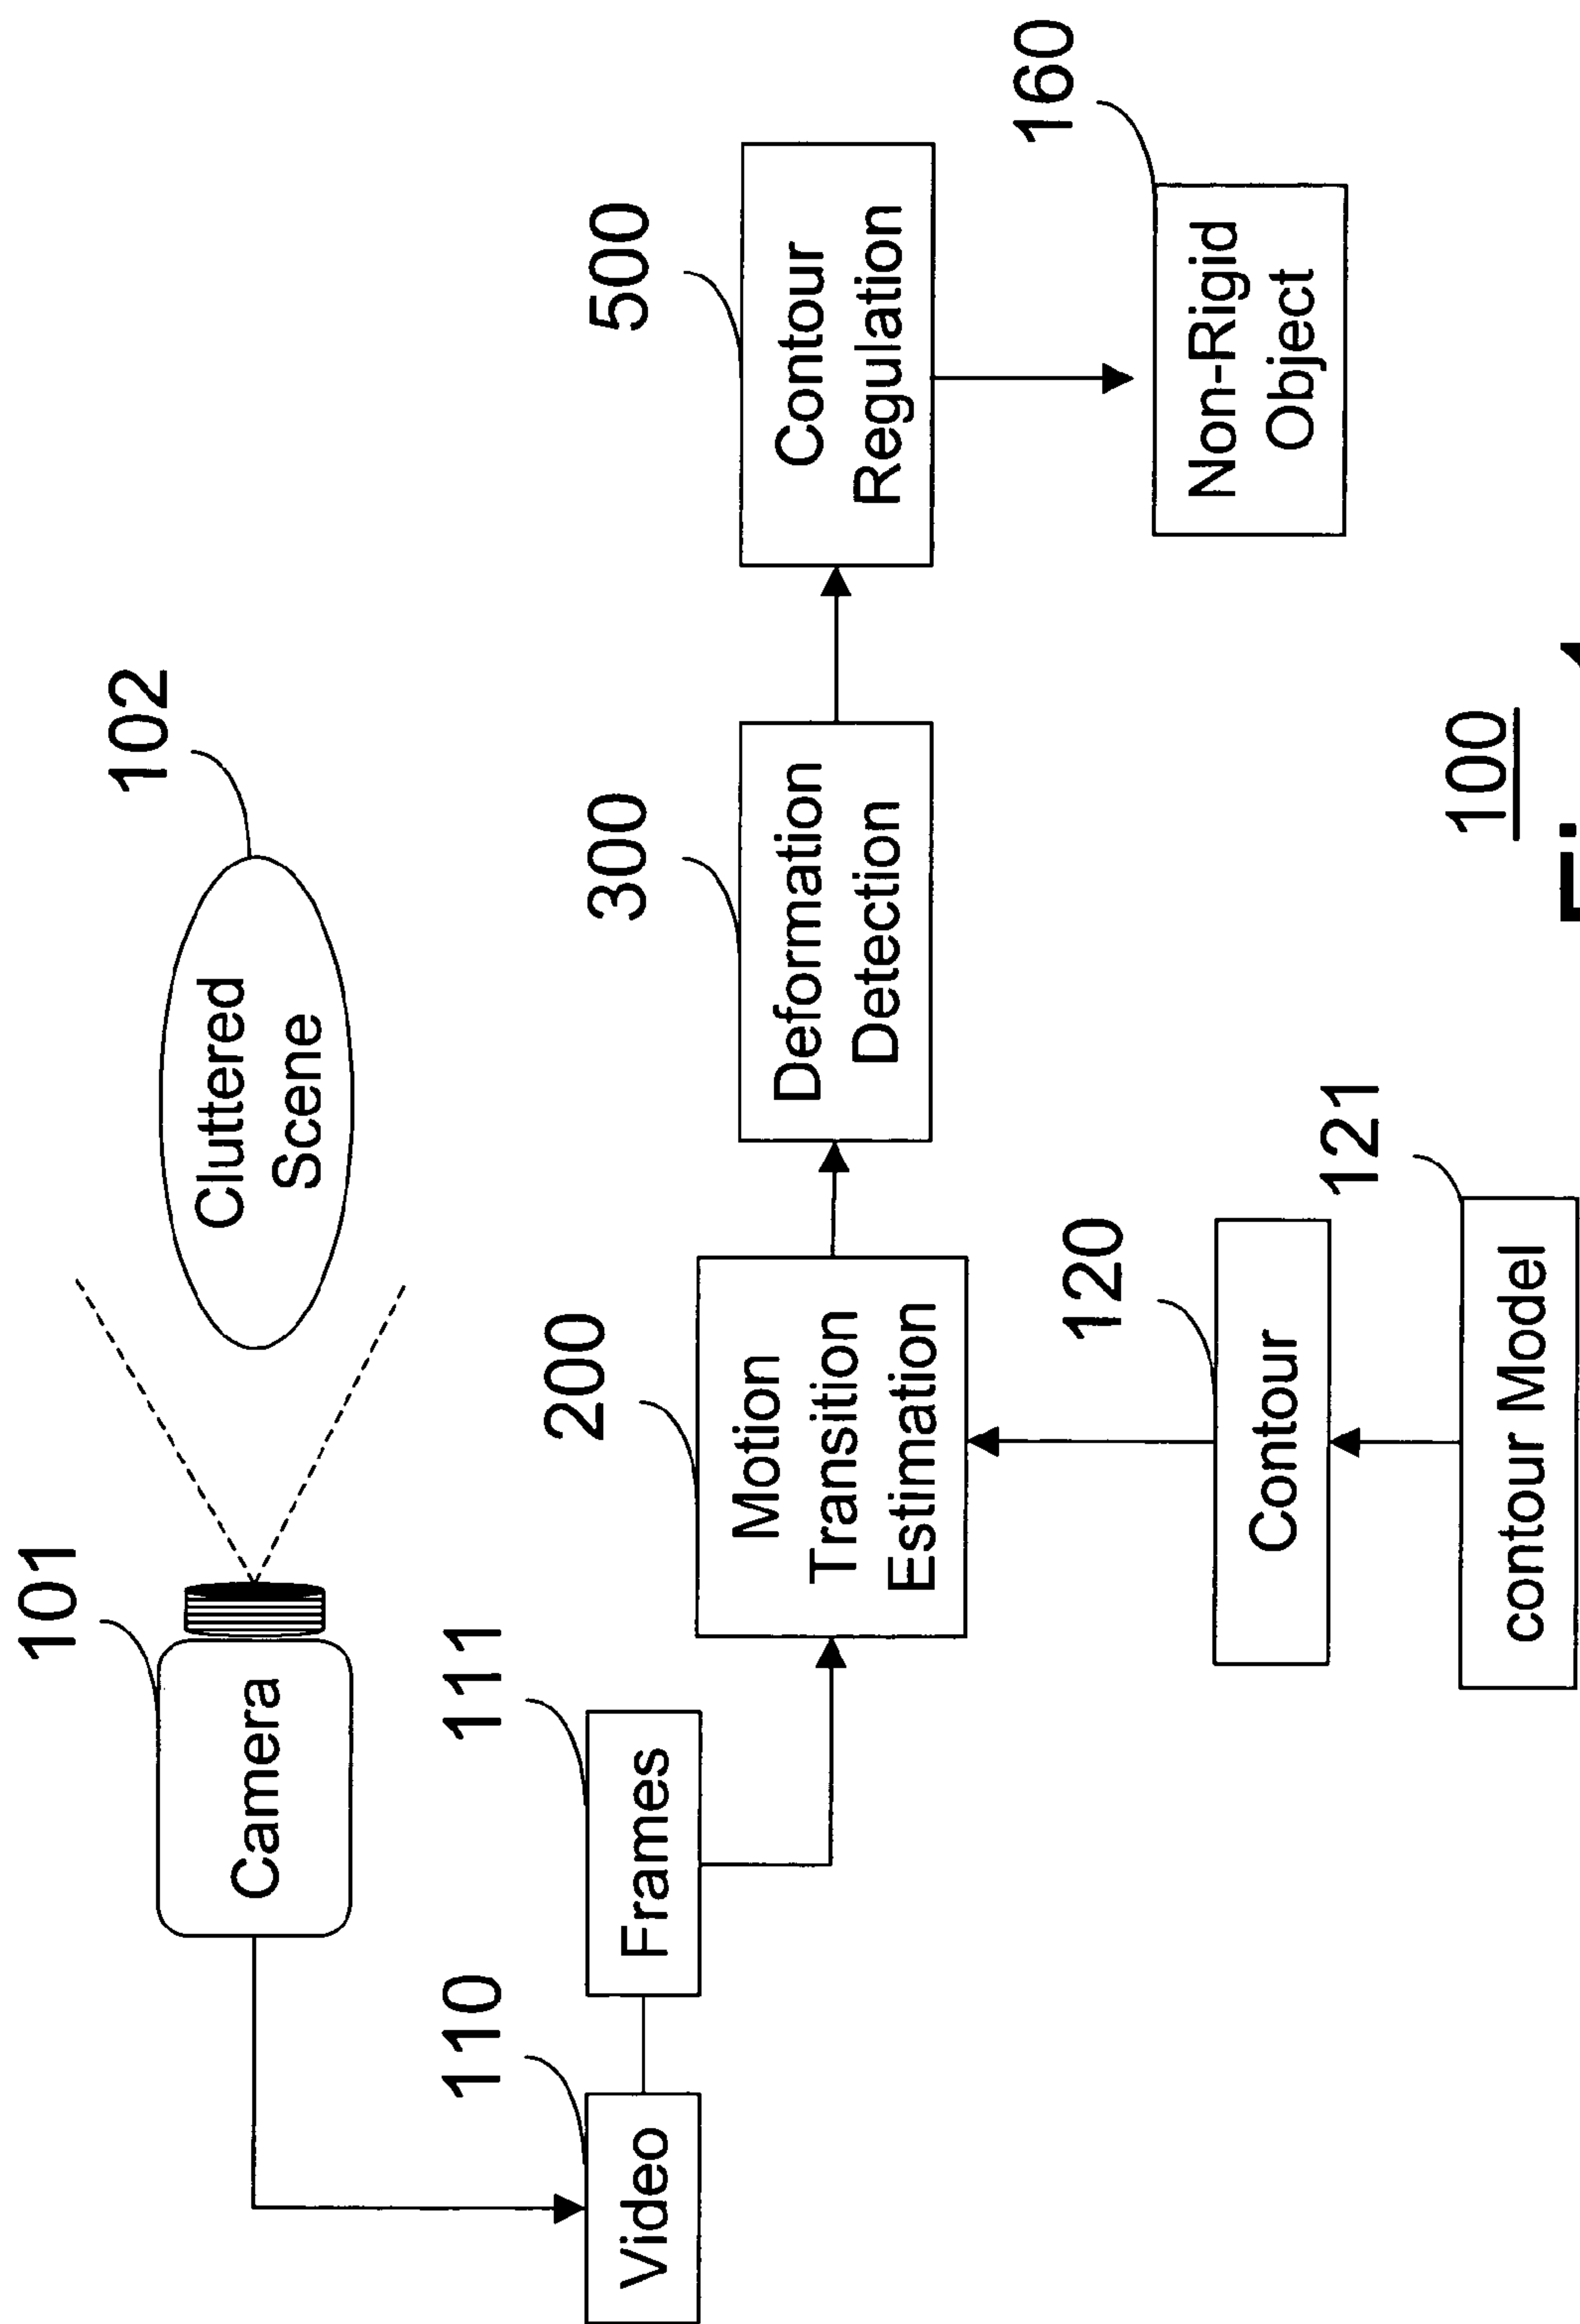 101
Camera
102
Cluttered
Scene
110
Video
111
Frames
200
Motion
Transition
Estimation
300
Deformation
Detection
500
Contour
Regulation
120
Contour
121
contour Model
160
Non-Rigid
Object
100